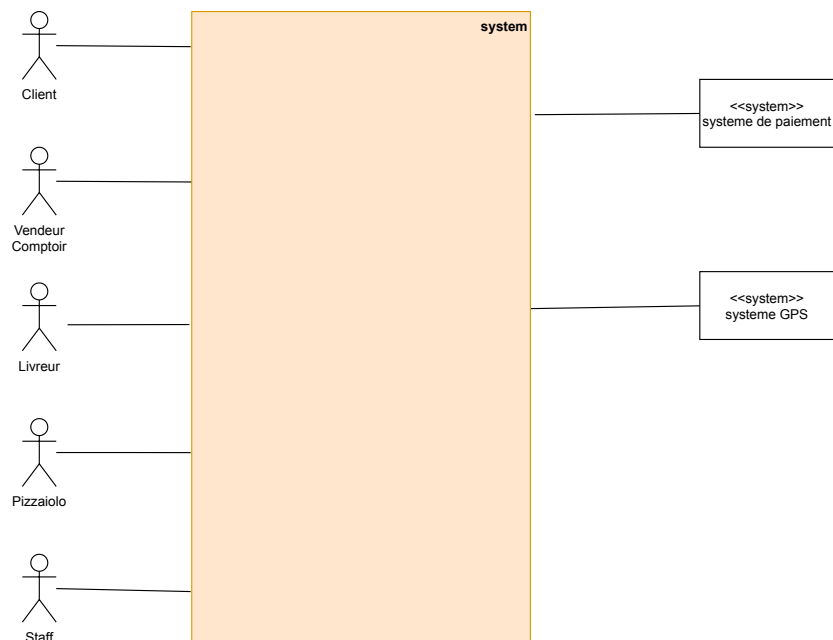 system
Client
<<system>>
systeme de paiement
Vendeur
Comptoir
<<system>>
systeme GPS
Livreur
Pizzaiolo
Staff